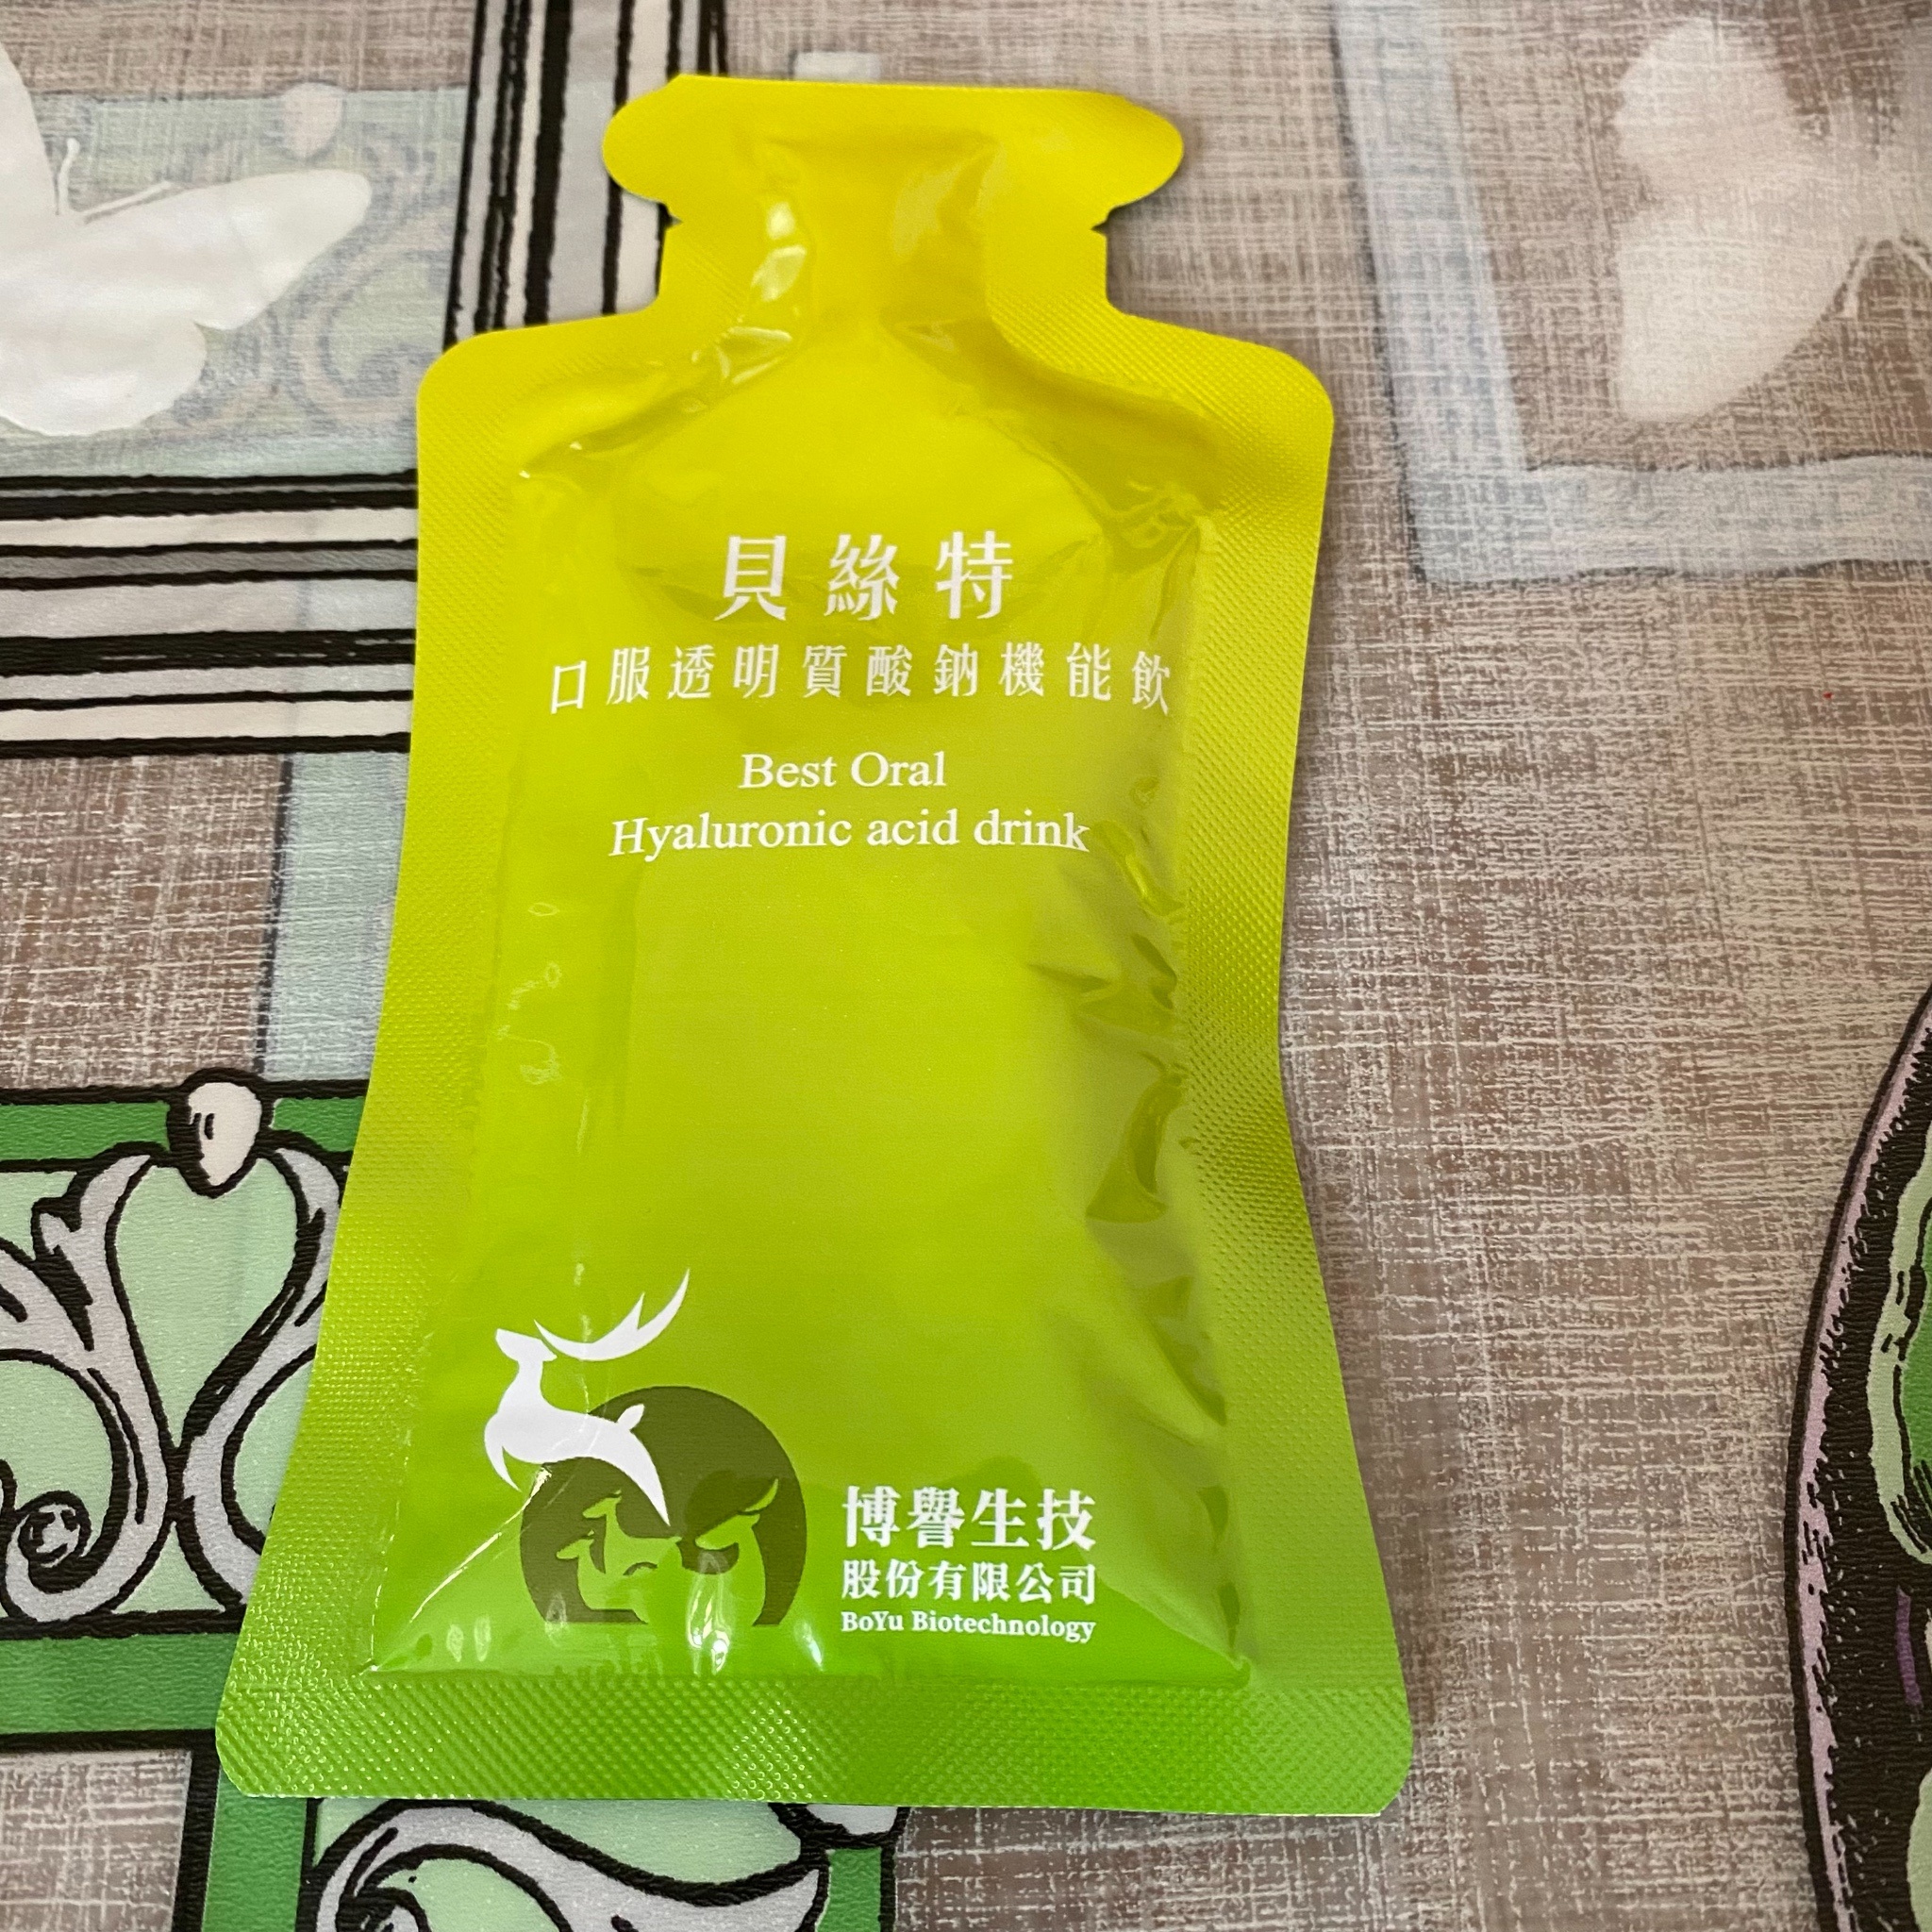 貝絲特
口服透明質酸鈉機能飲
Best Oral
Hyaluronic acid drink
博譽生技
股份有限公司
BoYu Biotechnology